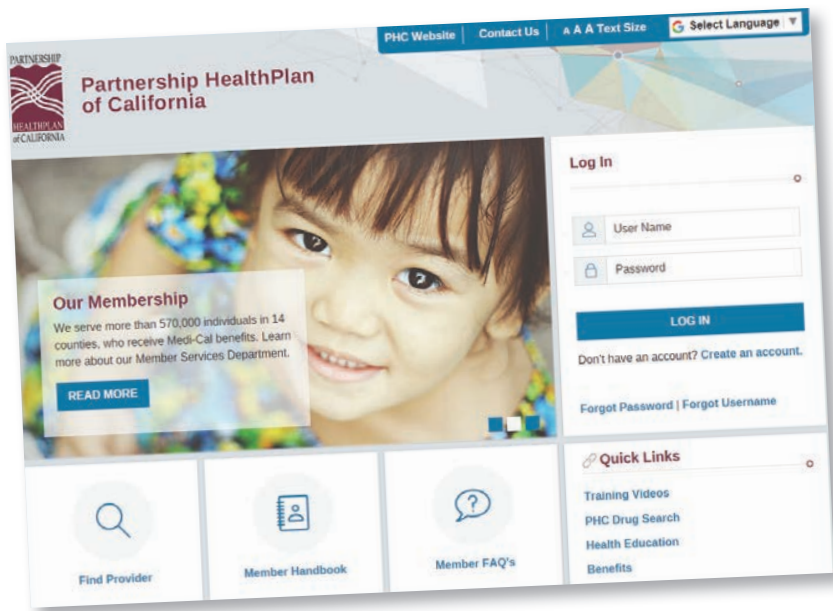 PHC Website
Contact Us
A A A Text Size
G Select Language ▼
PARTNERSHIP
HEALTHPLAN
of CALIFORNIA
Partnership HealthPlan
of California
Our Membership
We serve more than 570,000 individuals in 14
counties, who receive Medi-Cal benefits. Learn
more about our Member Services Department.
READ MORE
Log In
User Name
Password
LOG IN
Don't have an account? Create an account.
Forgot Password | Forgot Username
Find Provider
Member Handbook
Member FAQ's
Quick Links
Training Videos
PHC Drug Search
Health Education
Benefits